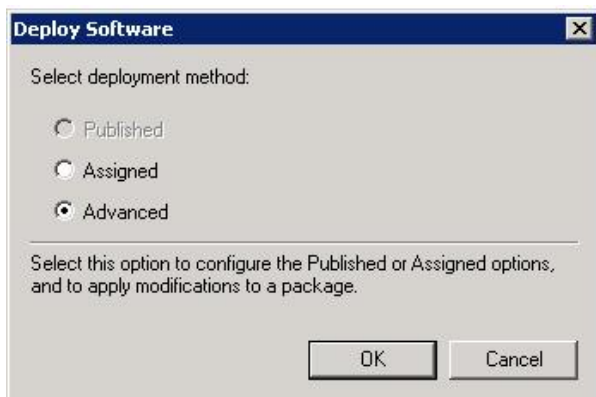 Deploy Software
Select deployment method:
Published
Assigned
Advanced
Select this option to configure the Published or Assigned options,
and to apply modifications to a package.
OK
Cancel